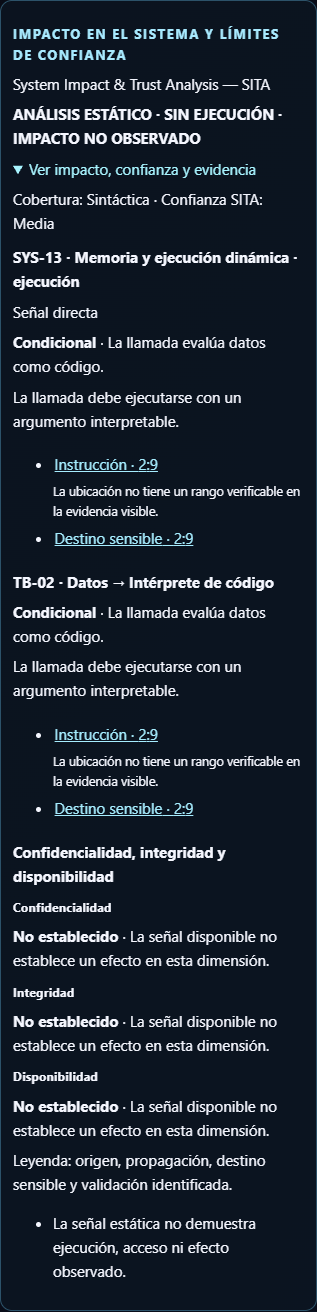 IMPACTO EN EL SISTEMA Y LÍMITES
DE CONFIANZA
System Impact & Trust Analysis — SITA
ANÁLISIS ESTÁTICO · SIN EJECUCIÓN ·
IMPACTO NO OBSERVADO
▼ Ver impacto, confianza y evidencia
Cobertura: Sintáctica · Confianza SITA:
Media
SYS-13 · Memoria y ejecución dinámica ·
ejecución
Señal directa
Condicional · La llamada evalúa datos
como código.
La llamada debe ejecutarse con un
argumento interpretable.
• Instrucción · 2:9
La ubicación no tiene un rango verificable en
la evidencia visible.
• Destino sensible · 2:9
TB-02 · Datos → Intérprete de código
Condicional · La llamada evalúa datos
como código.
La llamada debe ejecutarse con un
argumento interpretable.
• Instrucción · 2:9
La ubicación no tiene un rango verificable en
la evidencia visible.
• Destino sensible · 2:9
Confidencialidad, integridad y
disponibilidad
Confidencialidad
No establecido · La señal disponible no
establece un efecto en esta dimensión.
Integridad
No establecido · La señal disponible no
establece un efecto en esta dimensión.
Disponibilidad
No establecido · La señal disponible no
establece un efecto en esta dimensión.
Leyenda: origen, propagación, destino
sensible y validación identificada.
• La señal estática no demuestra
ejecución, acceso ni efecto
observado.